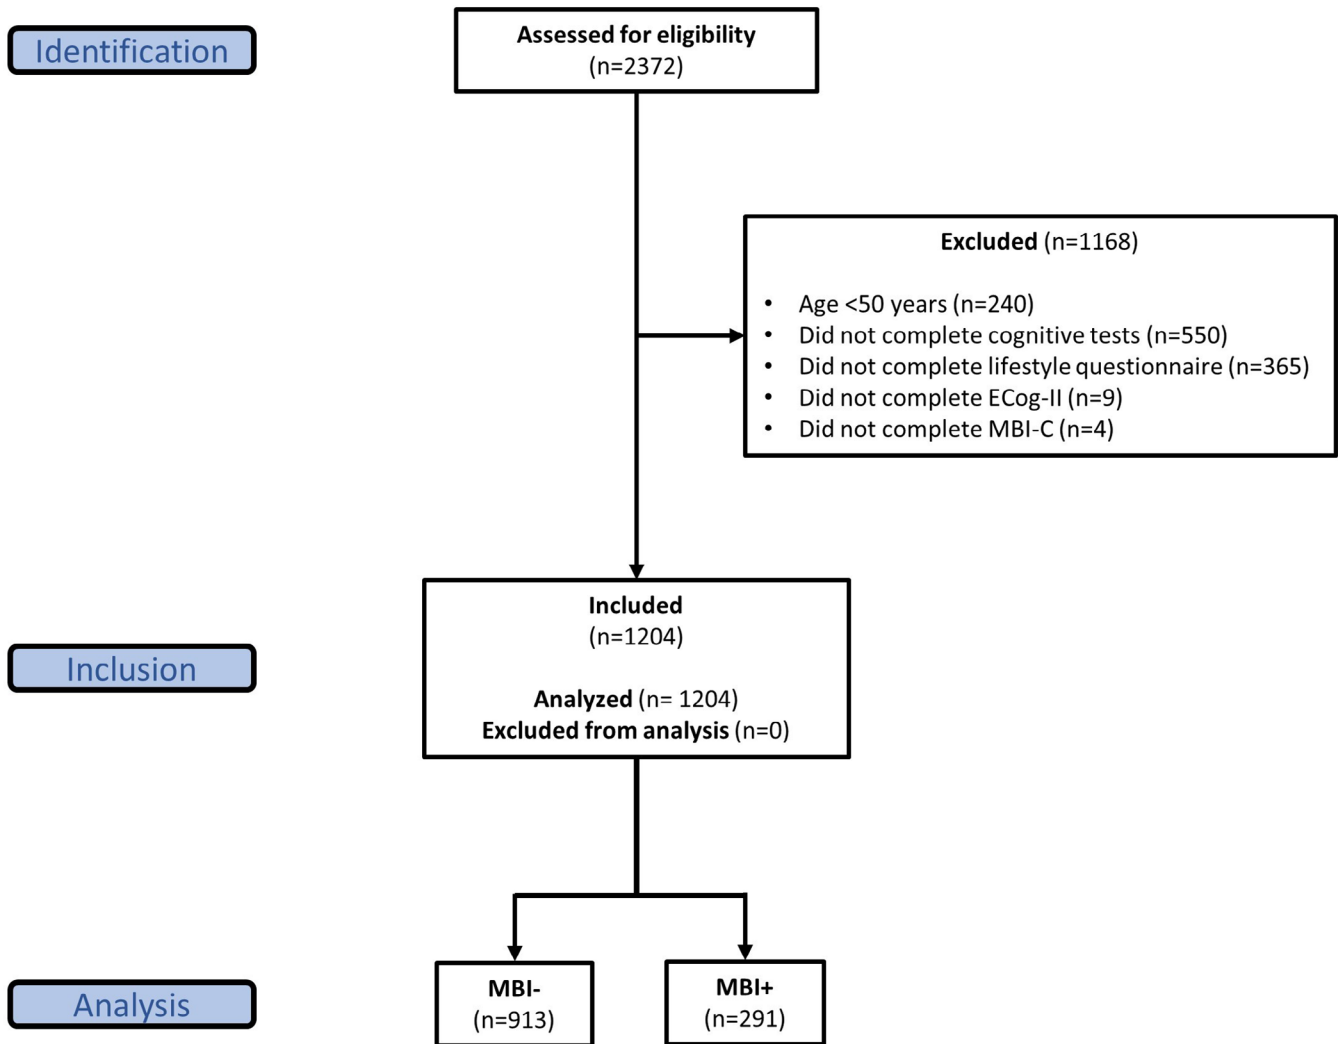 Identification
Assessed for eligibility
(n=2372)
Excluded (n=1168)
• Age <50 years (n=240)
• Did not complete cognitive tests (n=550)
• Did not complete lifestyle questionnaire (n=365)
• Did not complete ECog-II (n=9)
• Did not complete MBI-C (n=4)
Inclusion
Included
(n=1204)
Analyzed (n= 1204)
Excluded from analysis (n=0)
Analysis
MBI-
(n=913)
MBI+
(n=291)